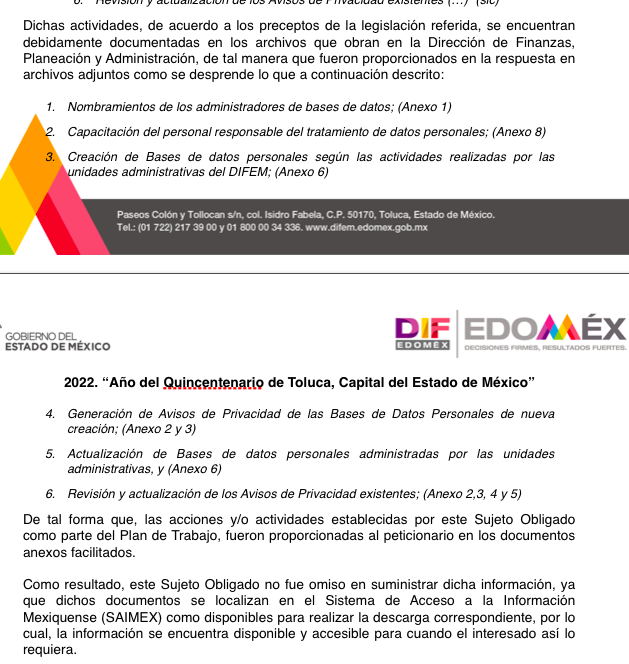 6. Revisión y actualización de los Avisos de Privacidad existentes (…)” (sic)
Dichas actividades, de acuerdo a los preceptos de la legislación referida, se encuentran
debidamente documentadas en los archivos que obran en la Dirección de Finanzas,
Planeación y Administración, de tal manera que fueron proporcionados en la respuesta en
archivos adjuntos como se desprende lo que a continuación descrito:
1. Nombramientos de los administradores de bases de datos; (Anexo 1)
2. Capacitación del personal responsable del tratamiento de datos personales; (Anexo 8)
3. Creación de Bases de datos personales según las actividades realizadas por las
unidades administrativas del DIFEM; (Anexo 6)
Paseos Colón y Tollocan s/n, col. Isidro Fabela, C.P. 50170, Toluca, Estado de México.
Tel.: (01 722) 217 39 00 y 01 800 00 34 336. www.difem.edomex.gob.mx
GOBIERNO DEL
ESTADO DE MÉXICO
DIF
EDOMÉX
EDOMÉX
DECISIONES FIRMES, RESULTADOS FUERTES.
2022. “Año del Quincentenario de Toluca, Capital del Estado de México”
4. Generación de Avisos de Privacidad de las Bases de Datos Personales de nueva
creación; (Anexo 2 y 3)
5. Actualización de Bases de datos personales administradas por las unidades
administrativas, y (Anexo 6)
6. Revisión y actualización de los Avisos de Privacidad existentes; (Anexo 2,3, 4 y 5)
De tal forma que, las acciones y/o actividades establecidas por este Sujeto Obligado
como parte del Plan de Trabajo, fueron proporcionadas al peticionario en los documentos
anexos facilitados.
Como resultado, este Sujeto Obligado no fue omiso en suministrar dicha información, ya
que dichos documentos se localizan en el Sistema de Acceso a la Información
Mexiquense (SAIMEX) como disponibles para realizar la descarga correspondiente, por lo
cual, la información se encuentra disponible y accesible para cuando el interesado así lo
requiera.